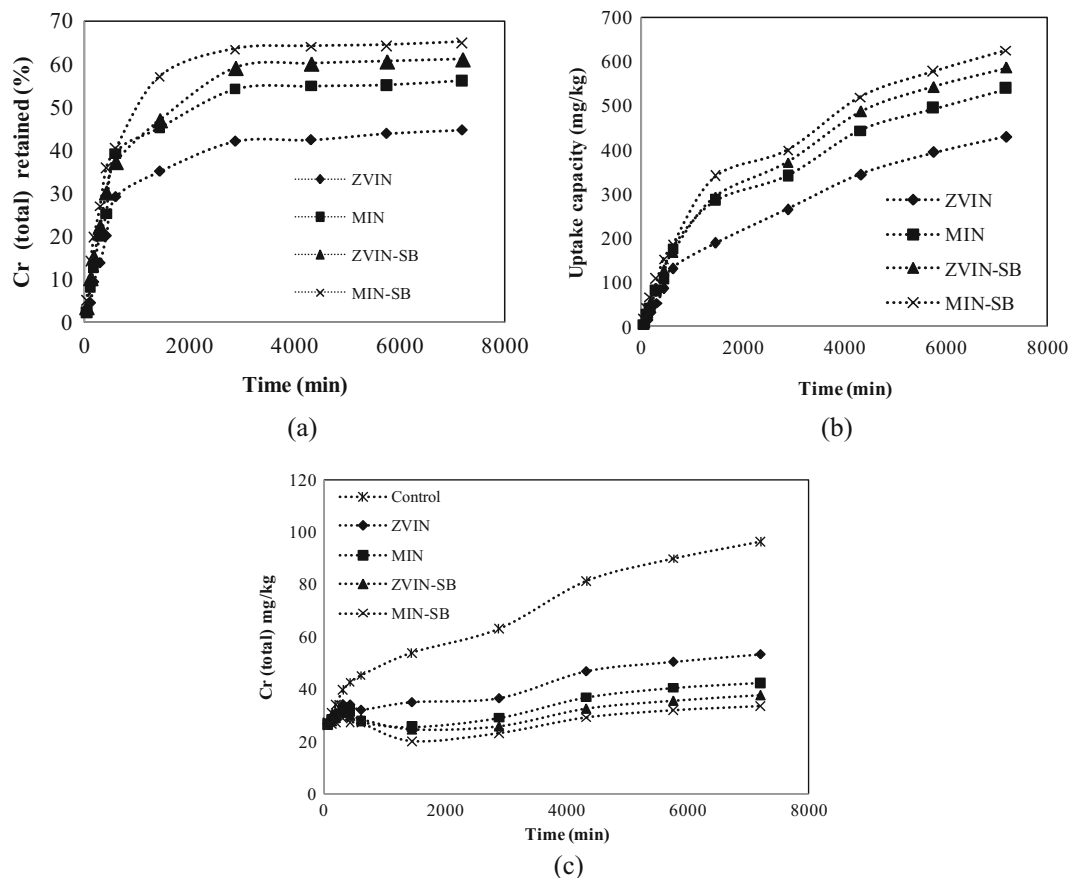 70
60
50
40
30
20
10
0
Cr (total) retained (%)
ZVIN
MIN
ZVIN-SB
MIN-SB
0 2000 4000 6000 8000
Time (min)
(a)
700
600
500
400
300
200
100
0
Uptake capacity (mg/kg)
ZVIN
MIN
ZVIN-SB
MIN-SB
0 2000 4000 6000 8000
Time (min)
(b)
120
100
80
60
40
20
0
Cr (total) mg/kg
Control
ZVIN
MIN
ZVIN-SB
MIN-SB
0 2000 4000 6000 8000
Time (min)
(c)